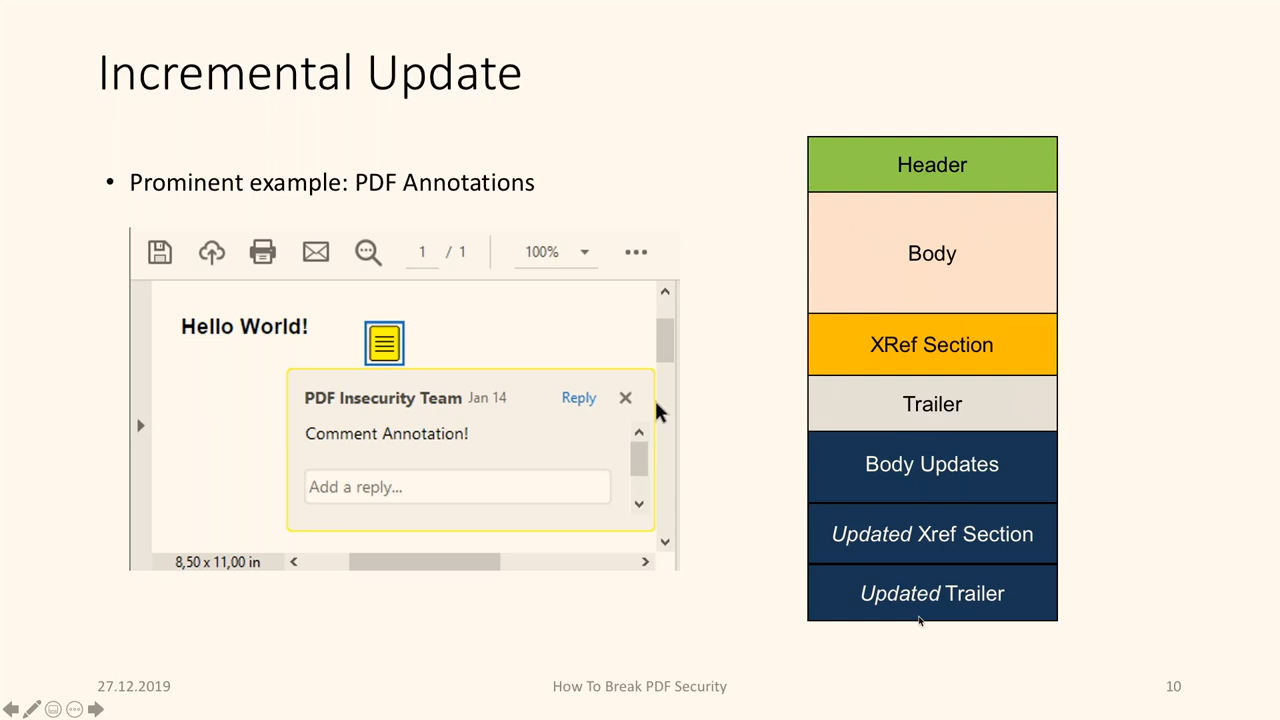 Incremental Update
• Prominent example: PDF Annotations
1 / 1 100%
Hello World!
PDF Insecurity Team Jan 14 Reply
Comment Annotation!
Add a reply...
8,50 x 11,00 in
Header
Body
XRef Section
Trailer
Body Updates
Updated Xref Section
Updated Trailer
27.12.2019 How To Break PDF Security 10